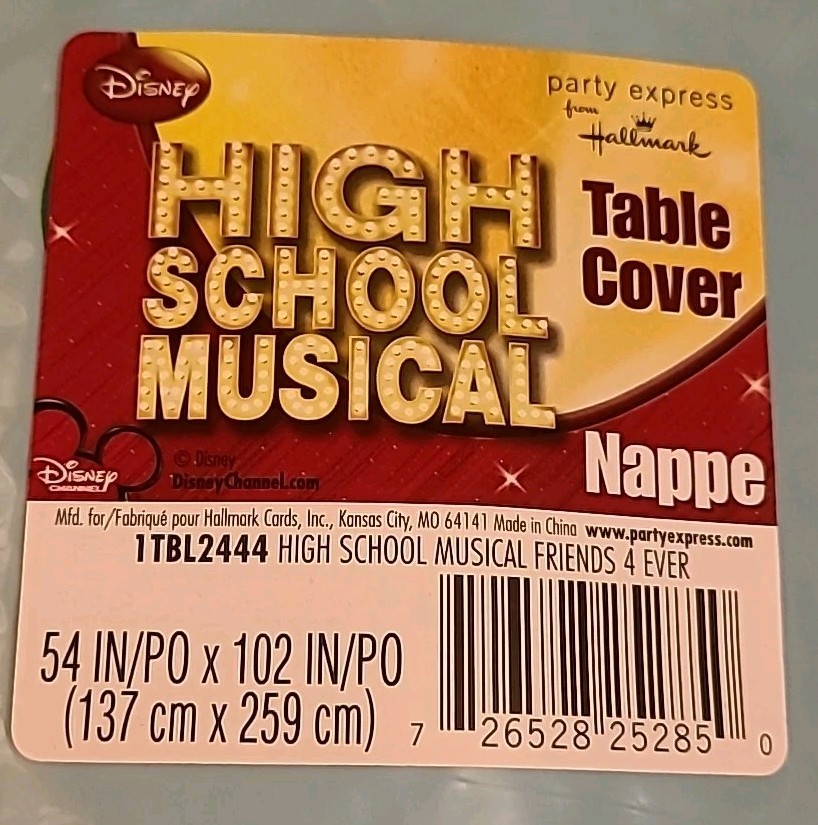 Disney
party express
from
Hallmark
HIGH
SCHOOL
MUSICAL
Table
Cover
Nappe
Disney
CHANNEL
© Disney
DisneyChannel.com
Mfd. for/Fabriqué pour Hallmark Cards, Inc., Kansas City, MO 64141 Made in China www.partyexpress.com
1TBL2444 HIGH SCHOOL MUSICAL FRIENDS 4 EVER
54 IN/PO x 102 IN/PO
(137 cm x 259 cm)
7 26528 25285 0